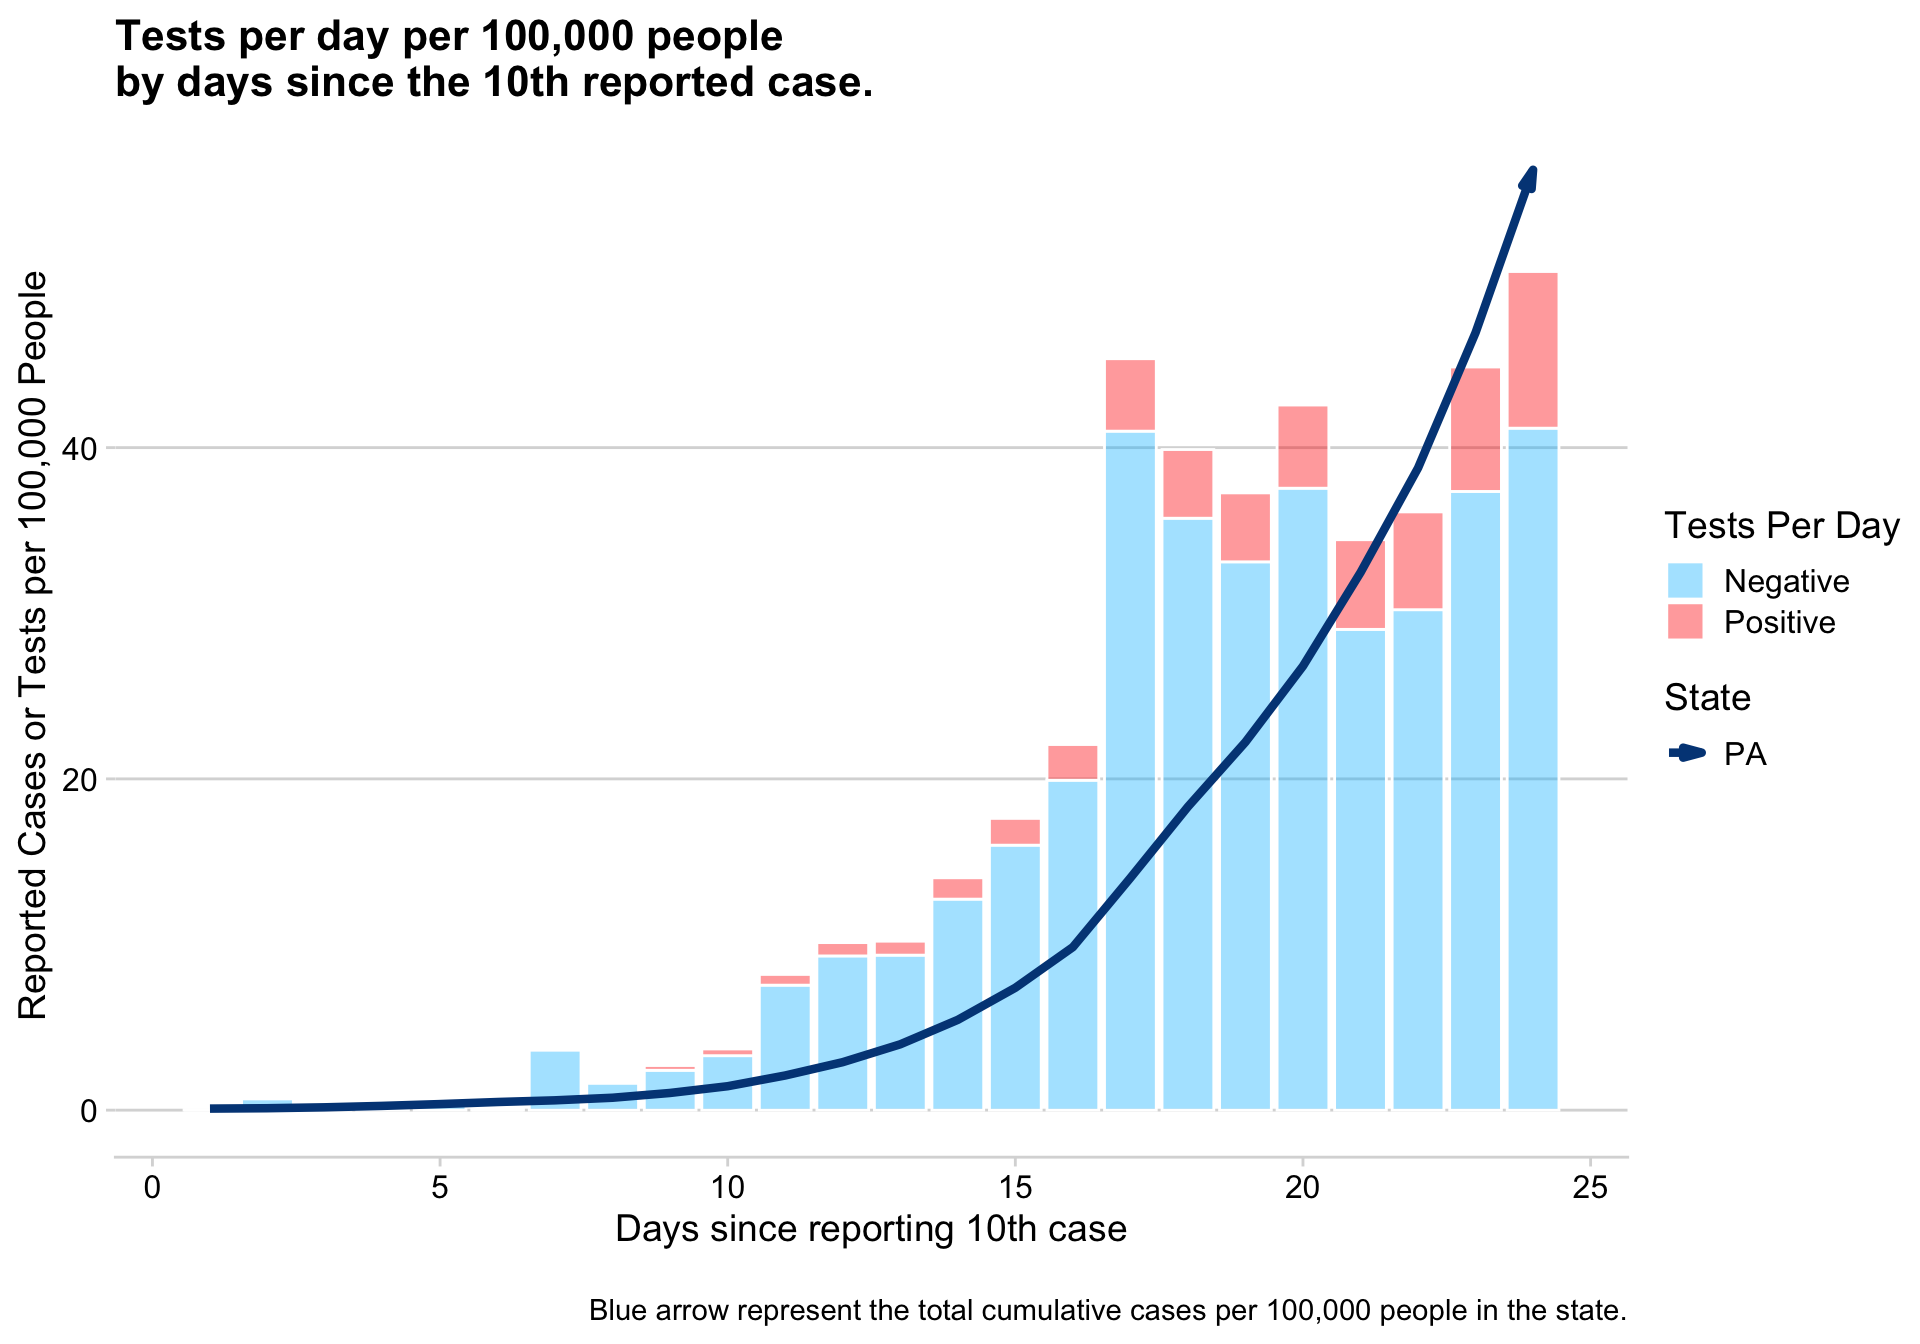 Tests per day per 100,000 people
by days since the 10th reported case.
Reported Cases or Tests per 100,000 People
40
20
0
0
5
10
15
20
25
Days since reporting 10th case
Tests Per Day
Negative
Positive
State
PA
Blue arrow represent the total cumulative cases per 100,000 people in the state.